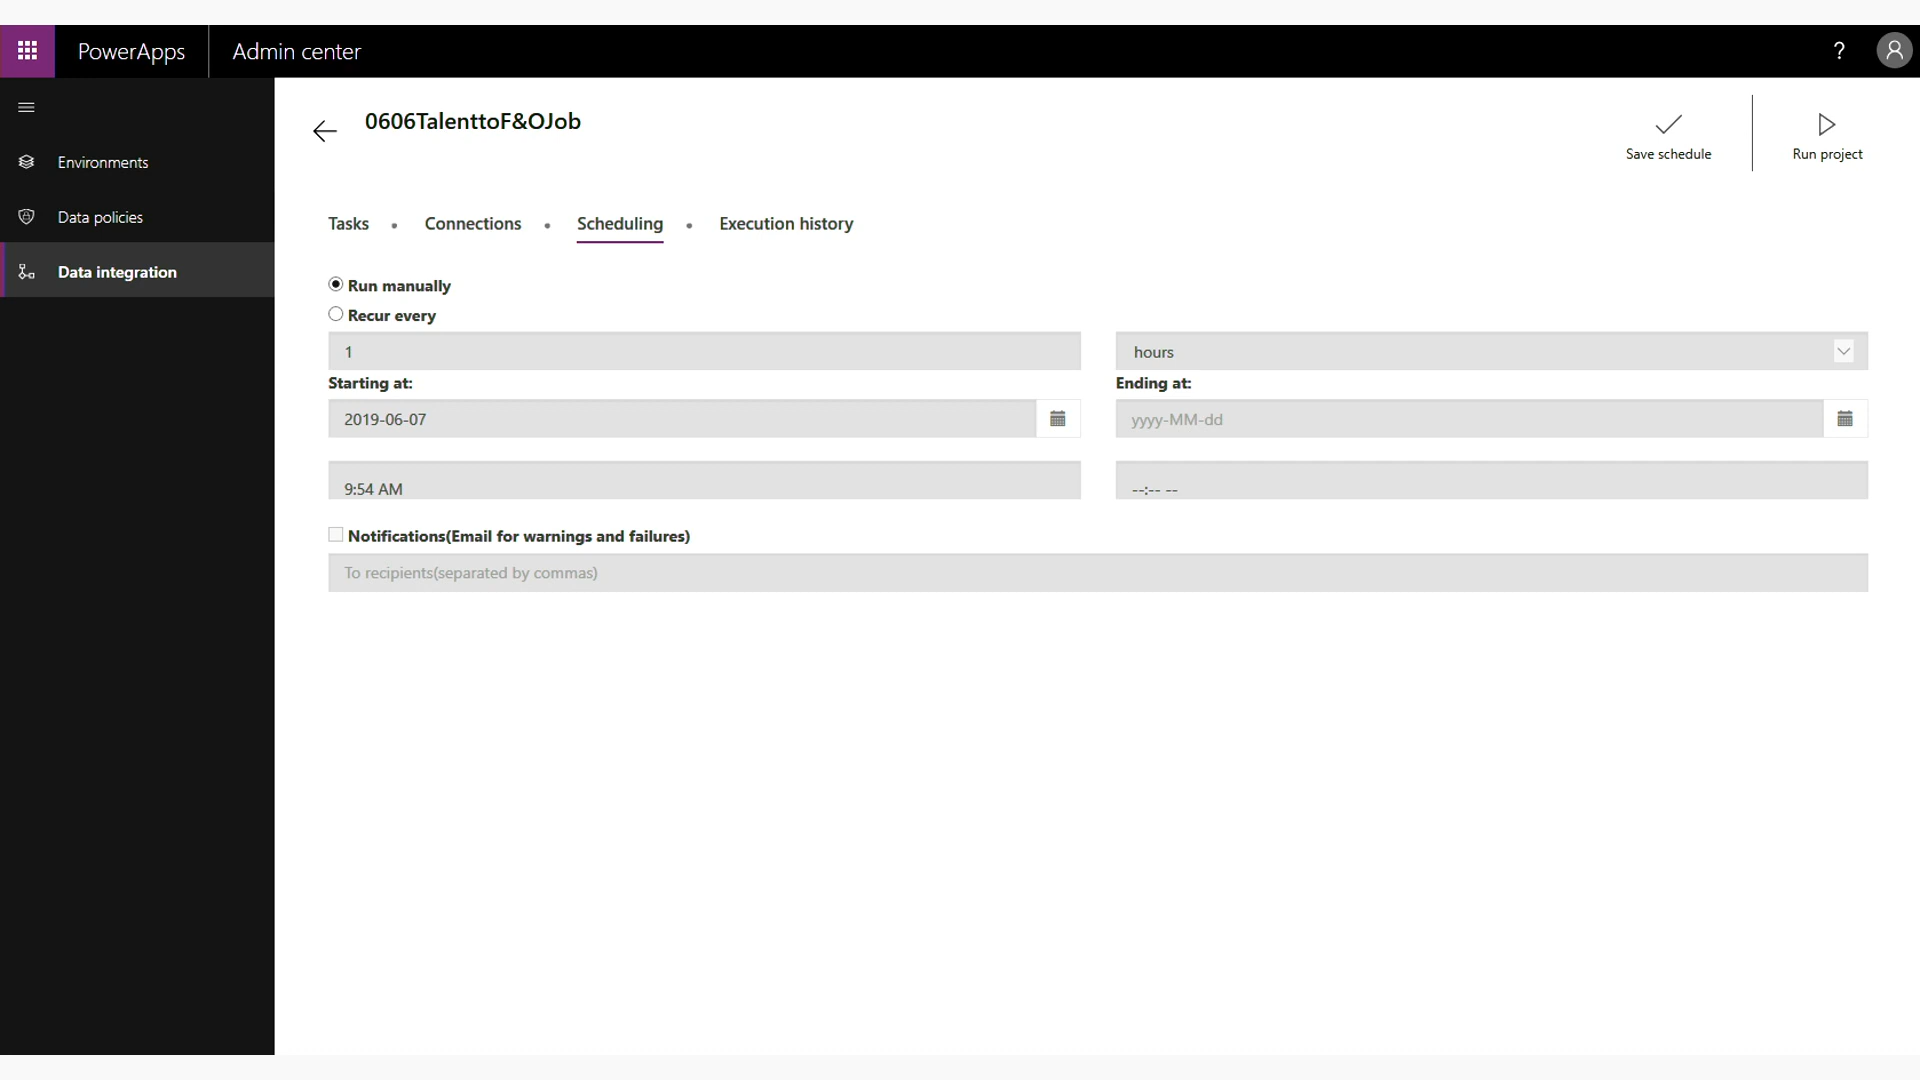 PowerApps
Admin center
?
Environments
Data policies
Data integration
0606TalenttoF&OJob
Save schedule
Run project
Tasks • Connections • Scheduling • Execution history
Run manually
Recur every
1
hours
Starting at:
Ending at:
2019-06-07
yyyy-MM-dd
9:54 AM
--:-- --
Notifications(Email for warnings and failures)
To recipients(separated by commas)